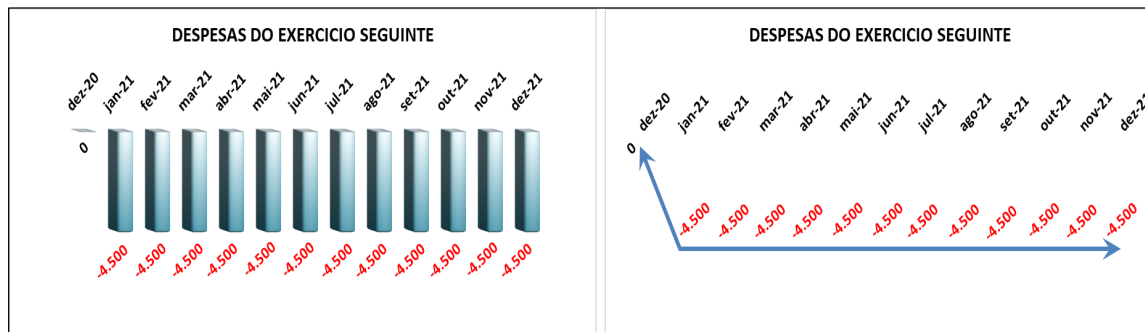 DESPESAS DO EXERCICIO SEGUINTE
dez-20 jan-21 fev-21 mar-21 abr-21 mai-21 jun-21 jul-21 ago-21 set-21 out-21 nov-21 dez-21
0
-4.500 -4.500 -4.500 -4.500 -4.500 -4.500 -4.500 -4.500 -4.500 -4.500 -4.500 -4.500
DESPESAS DO EXERCICIO SEGUINTE
dez-20 jan-21 fev-21 mar-21 abr-21 mai-21 jun-21 jul-21 ago-21 set-21 out-21 nov-21 dez-2
0
-4.500 -4.500 -4.500 -4.500 -4.500 -4.500 -4.500 -4.500 -4.500 -4.500 -4.500 -4.500